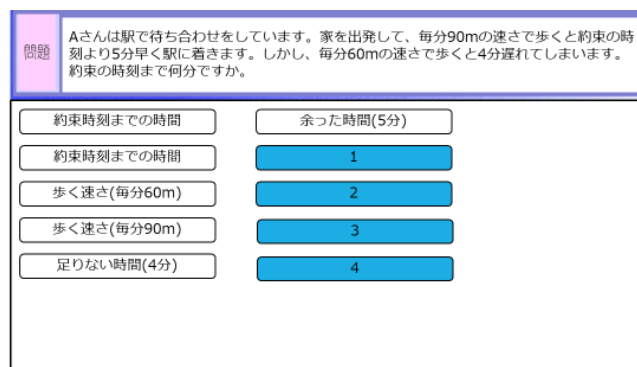 問題
Aさんは駅で待ち合わせをしています。家を出発して、毎分90mの速さで歩くと約束の時
刻より5分早く駅に着きます。しかし、毎分60mの速さで歩くと4分遅れてしまいます。
約束の時刻まで何分ですか。
約束時刻までの時間 余った時間(5分)
約束時刻までの時間 1
歩く速さ(毎分60m) 2
歩く速さ(毎分90m) 3
足りない時間(4分) 4